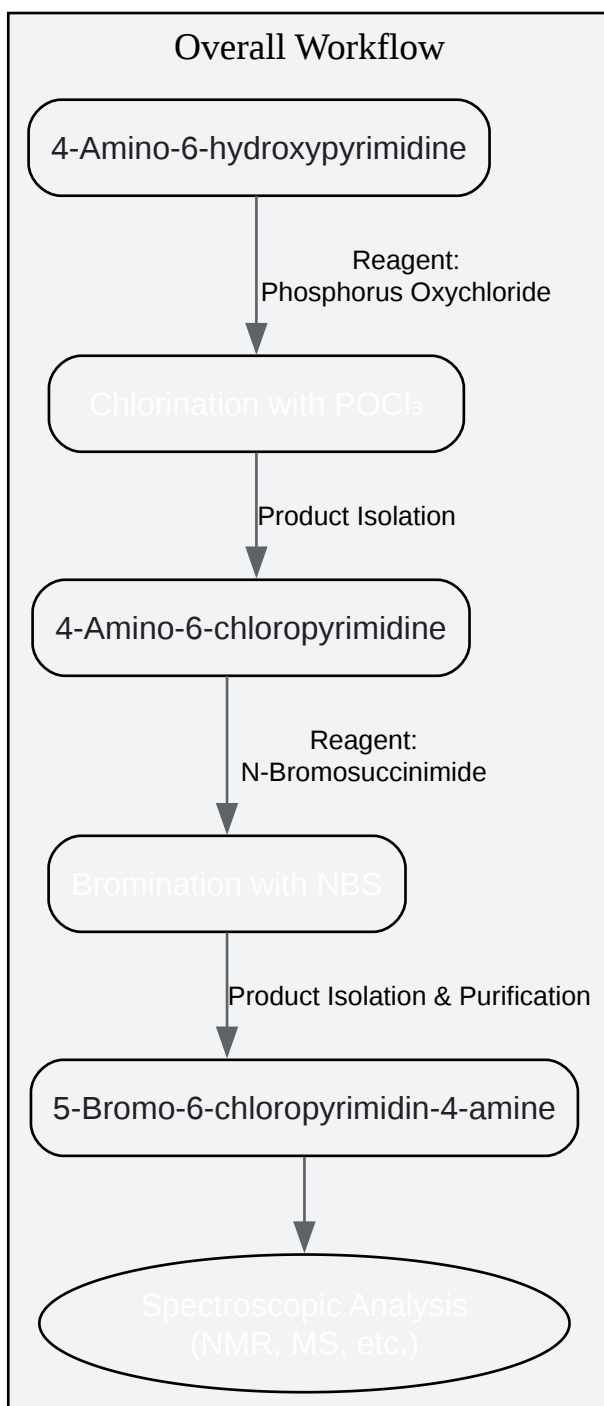 Overall Workflow
4-Amino-6-hydroxypyrimidine
Reagent:
Phosphorus Oxychloride
Chlorination with POCl₃
Product Isolation
4-Amino-6-chloropyrimidine
Reagent:
N-Bromosuccinimide
Bromination with NBS
Product Isolation & Purification
5-Bromo-6-chloropyrimidin-4-amine
Spectroscopic Analysis
(NMR, MS, etc.)